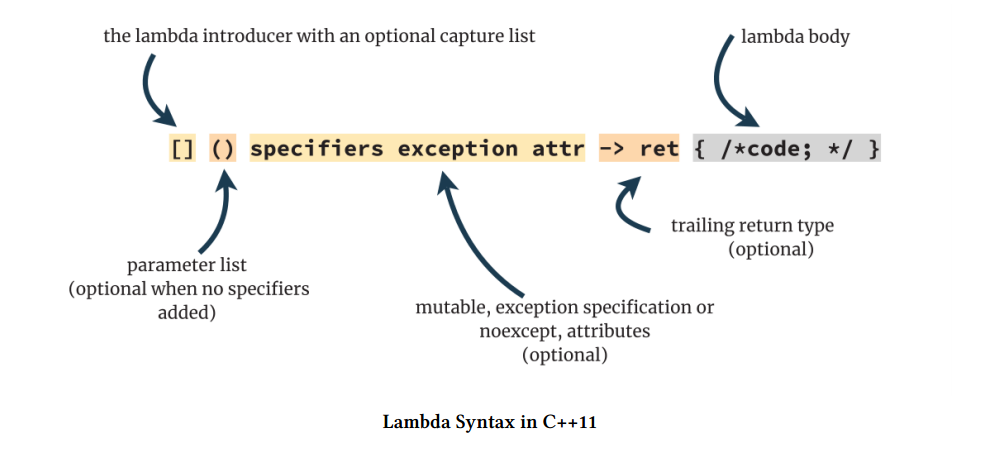 the lambda introducer with an optional capture list
lambda body
[] () specifiers exception attr -> ret { /*code; */ }
trailing return type
(optional)
parameter list
(optional when no specifiers
added)
mutable, exception specification or
noexcept, attributes
(optional)
Lambda Syntax in C++11